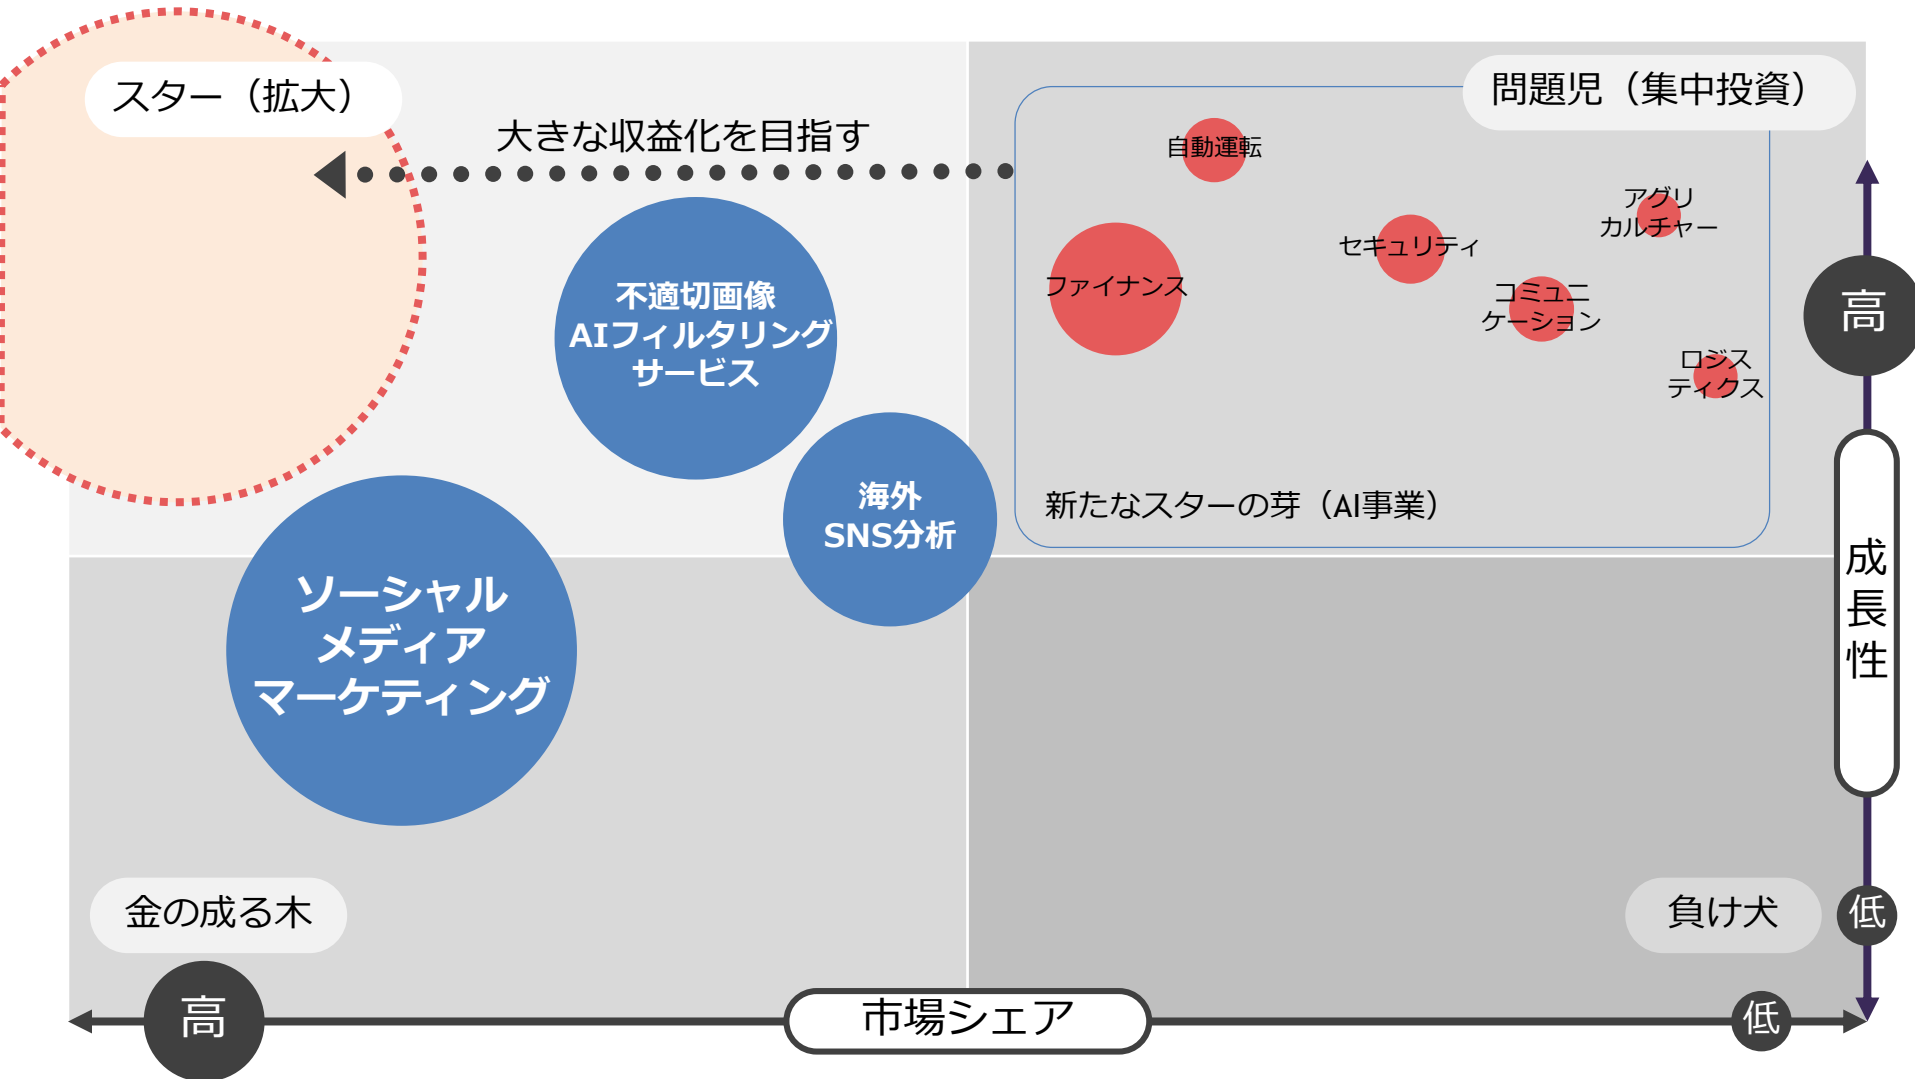 スター（拡大）
問題児（集中投資）
大きな収益化を目指す
自動運転
アグリ
カルチャー
セキュリティ
ファイナンス
コミュニ
ケーション
ロジス
ティクス
新たなスターの芽（AI事業）
不適切画像
AIフィルタリング
サービス
海外
SNS分析
ソーシャル
メディア
マーケティング
高
成
長
性
低
金の成る木
負け犬
高
市場シェア
低